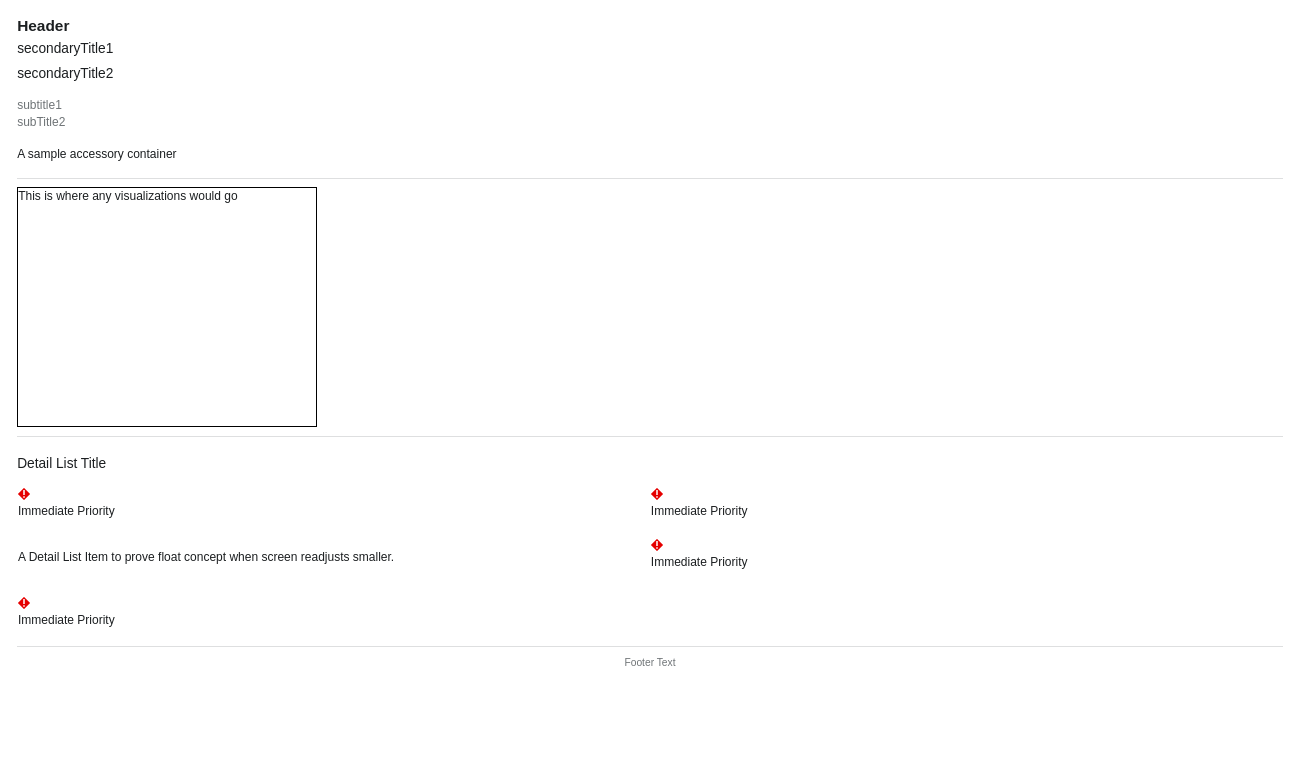 Header
secondaryTitle1
secondaryTitle2
subtitle1
subTitle2
A sample accessory container
This is where any visualizations would go
Detail List Title
Immediate Priority
Immediate Priority
A Detail List Item to prove float concept when screen readjusts smaller.
Immediate Priority
Immediate Priority
Footer Text